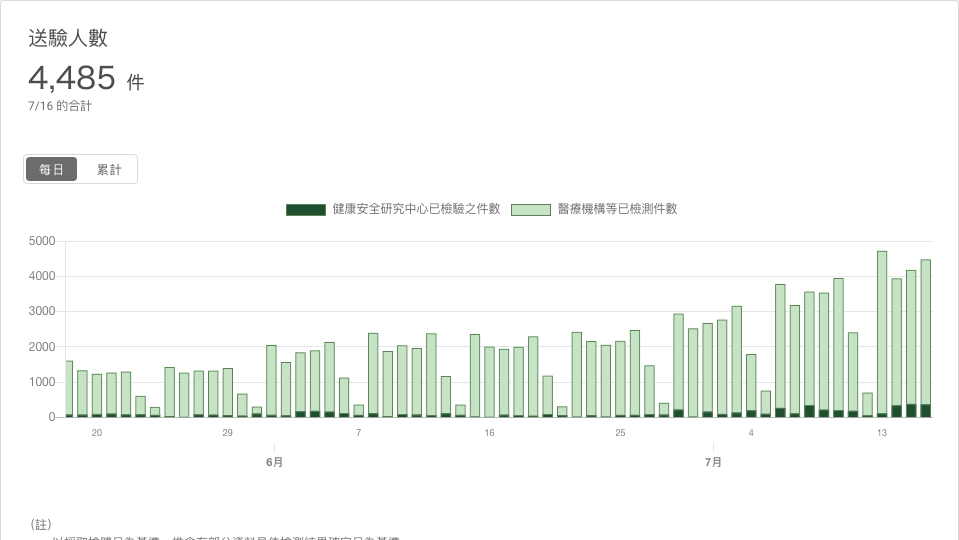 送驗人數
4,485 件
7/16 的合計
每日 累計
健康安全研究中心已檢驗之件數 醫療機構等已檢測件數
5000
4000
3000
2000
1000
0
20 29 7 16 25 4 13
6月 7月
（註）